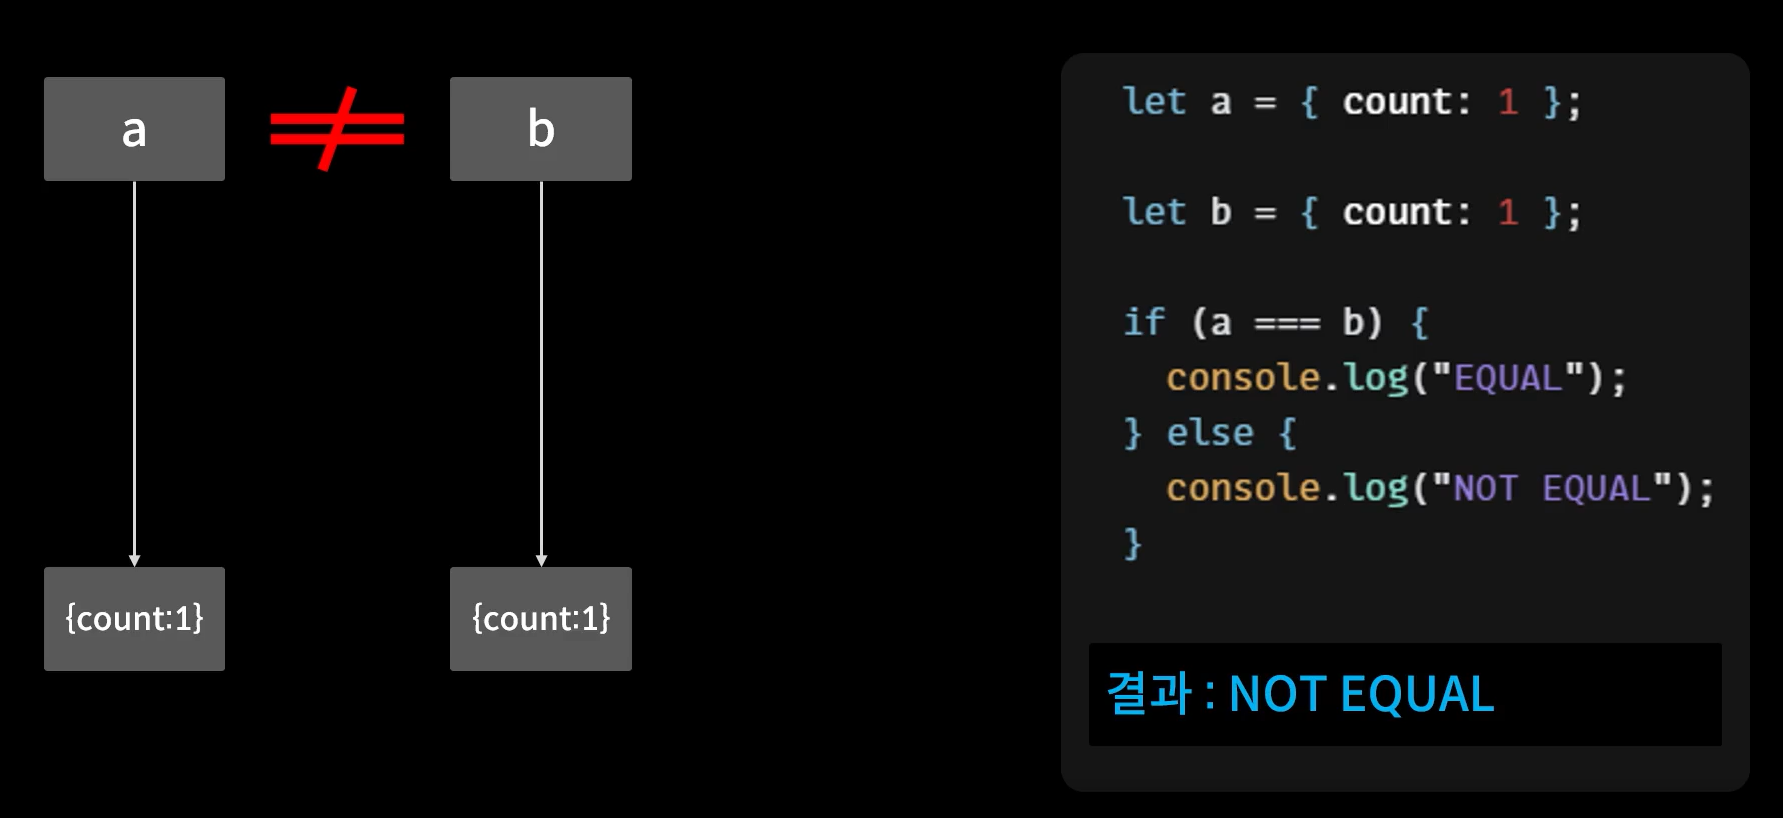 a ≠ b
{count:1} {count:1}
let a = { count: 1 };
let b = { count: 1 };
if (a === b) {
  console.log("EQUAL");
} else {
  console.log("NOT EQUAL");
}
결과 : NOT EQUAL